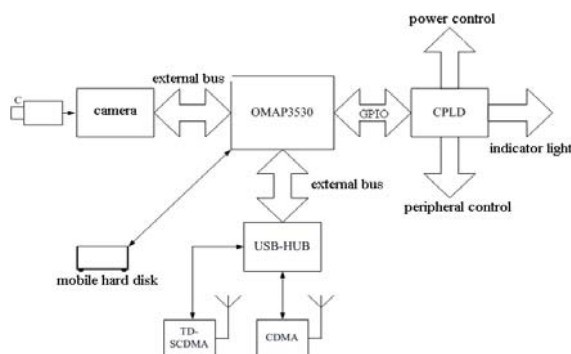 power control
external bus
C
camera
OMAP3530
GPIO
CPLD
indicator light
external bus
peripheral control
USB-HUB
mobile hard disk
TD-
SCDMA
CDMA